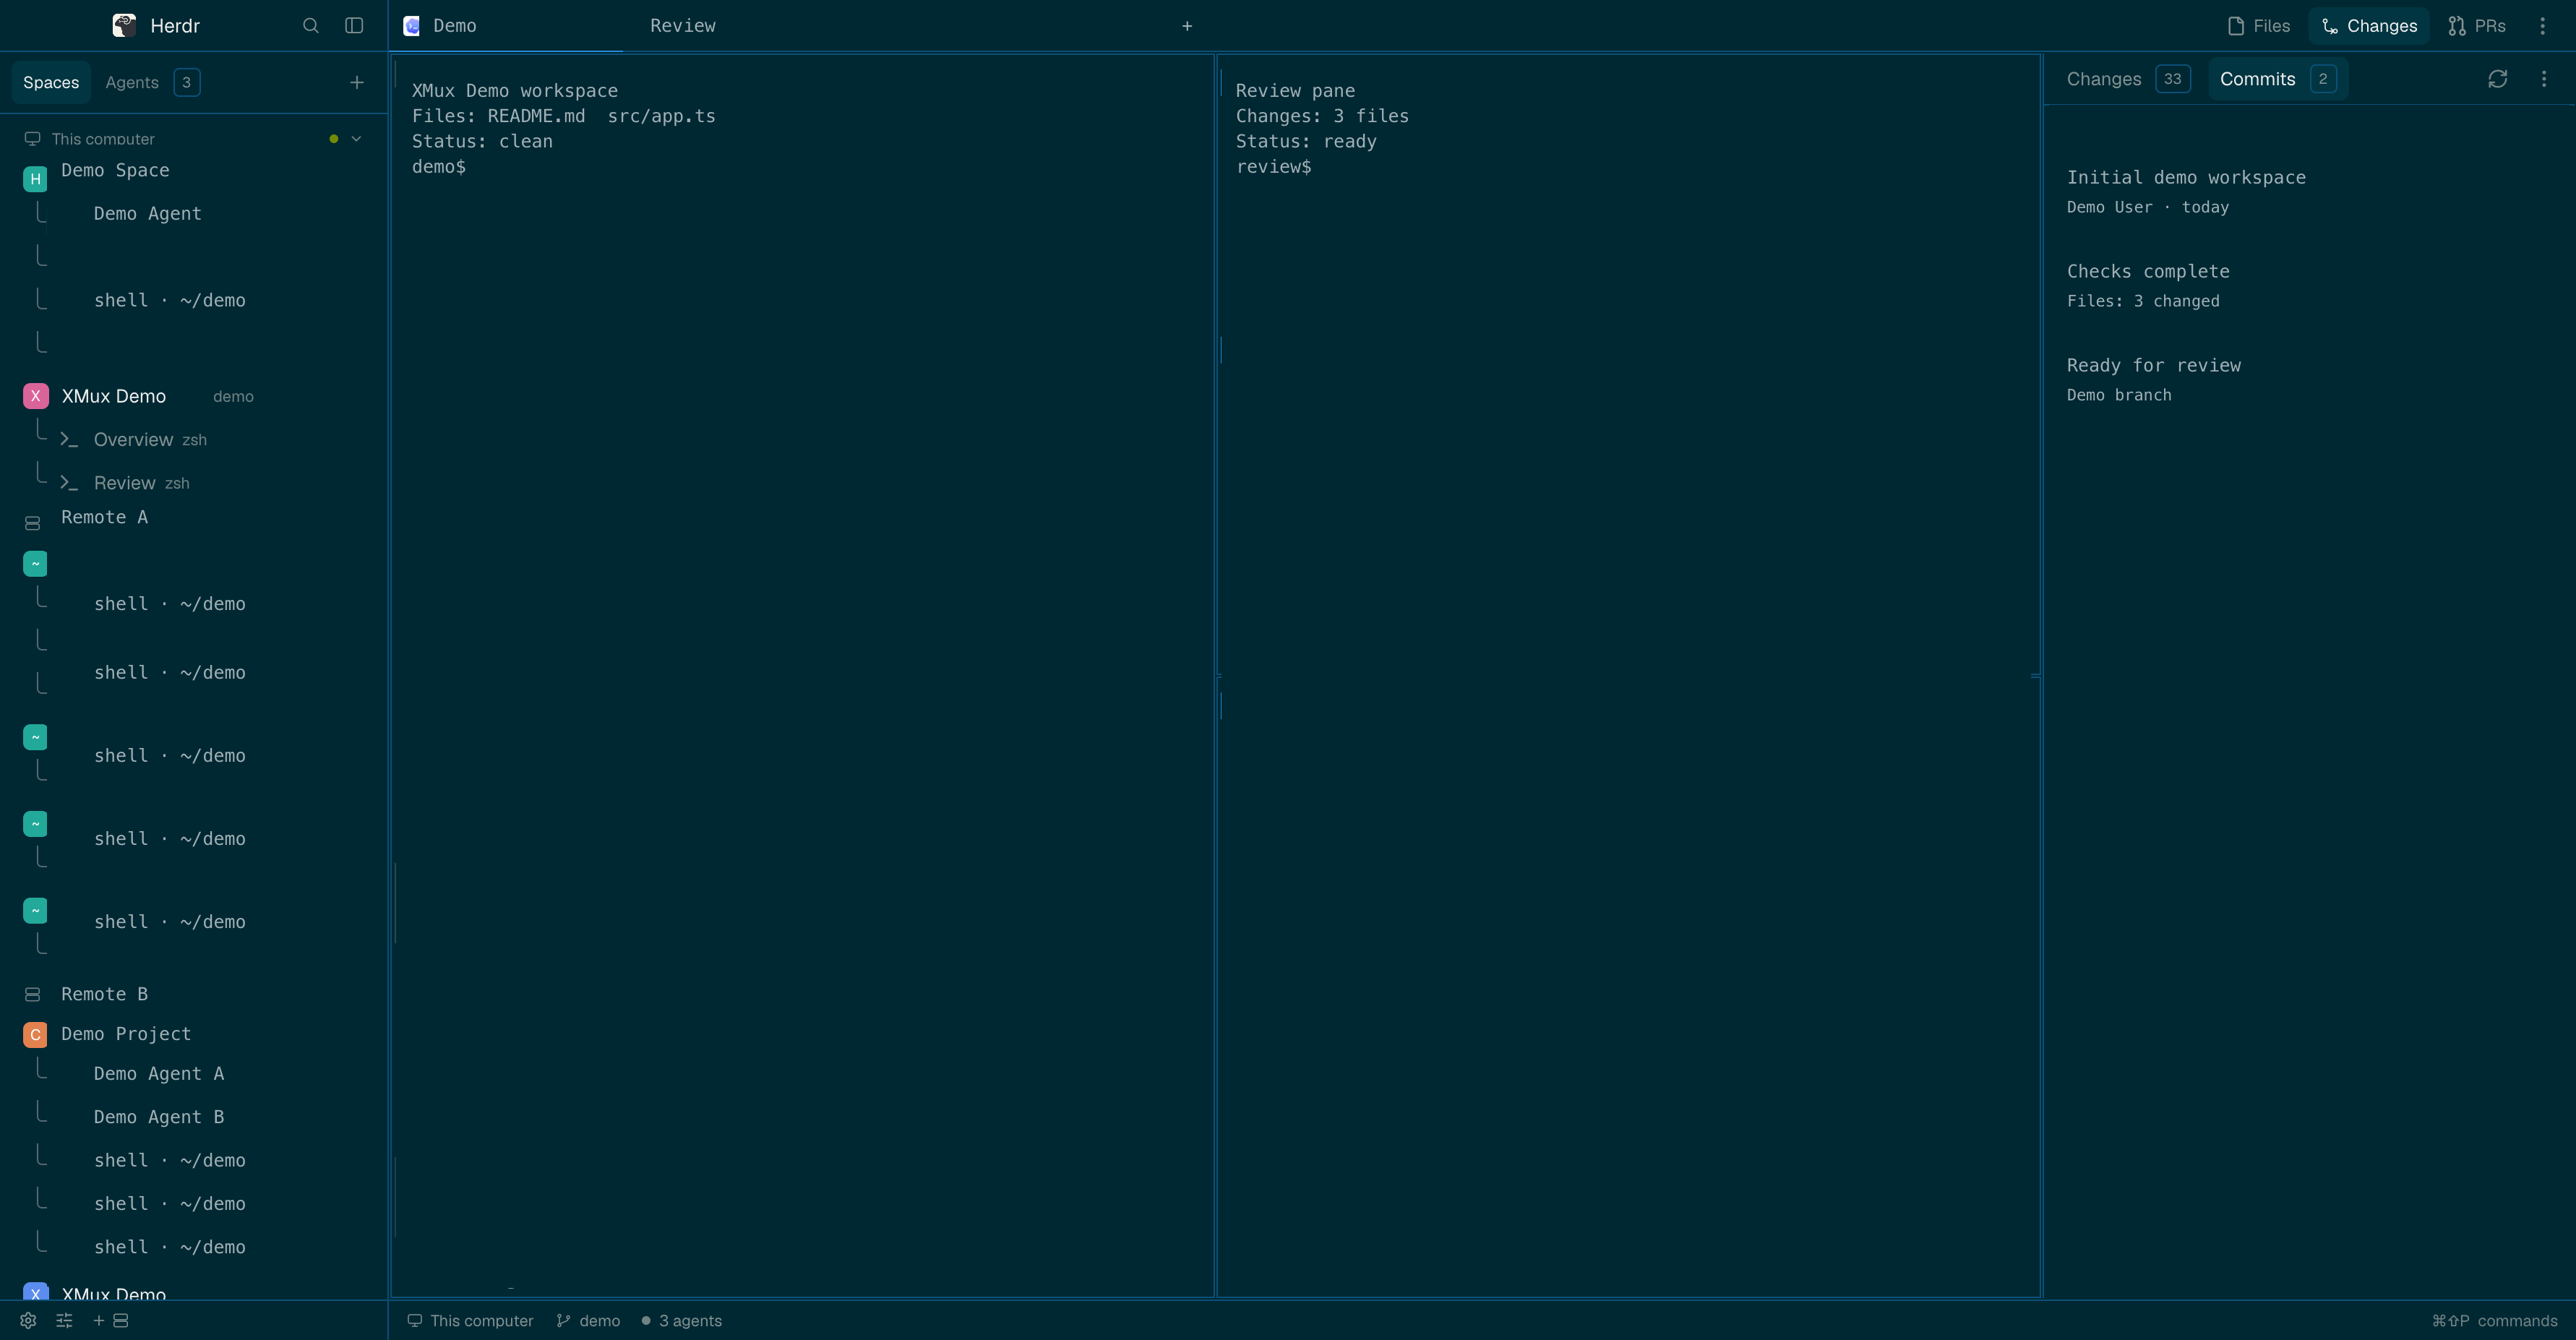 Herdr
Demo
Review
+
Files
Changes
PRs
Spaces
Agents 3
Changes 33
Commits 2
This computer
H
Demo Space
Demo Agent
shell · ~/demo
X
XMux Demo demo
Overview zsh
Review zsh
Remote A
~
shell · ~/demo
shell · ~/demo
~
shell · ~/demo
~
shell · ~/demo
~
shell · ~/demo
Remote B
C
Demo Project
Demo Agent A
Demo Agent B
shell · ~/demo
shell · ~/demo
shell · ~/demo
X
XMux Demo
XMux Demo workspace
Files: README.md  src/app.ts
Status: clean
demo$
Review pane
Changes: 3 files
Status: ready
review$
Initial demo workspace
Demo User · today
Checks complete
Files: 3 changed
Ready for review
Demo branch
This computer
demo
3 agents
⌘⇧P commands